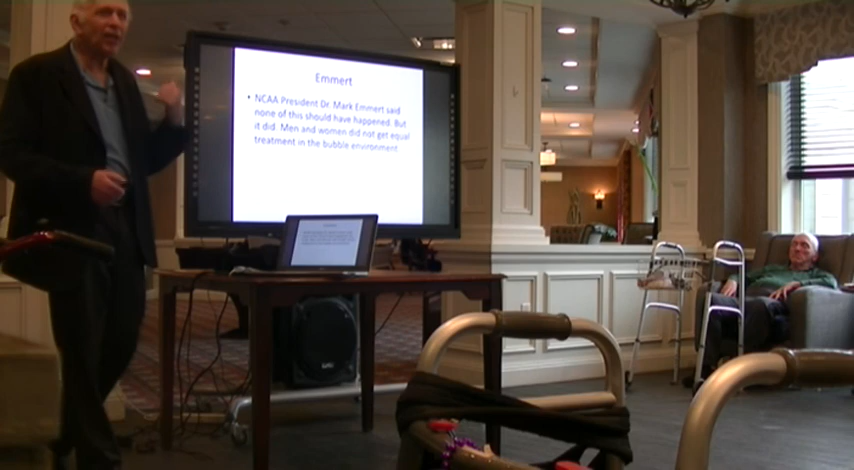 Emmert
• NCAA President Dr. Mark Emmert said
none of this should have happened. But
it did. Men and women did not get equal
treatment in the bubble environment.